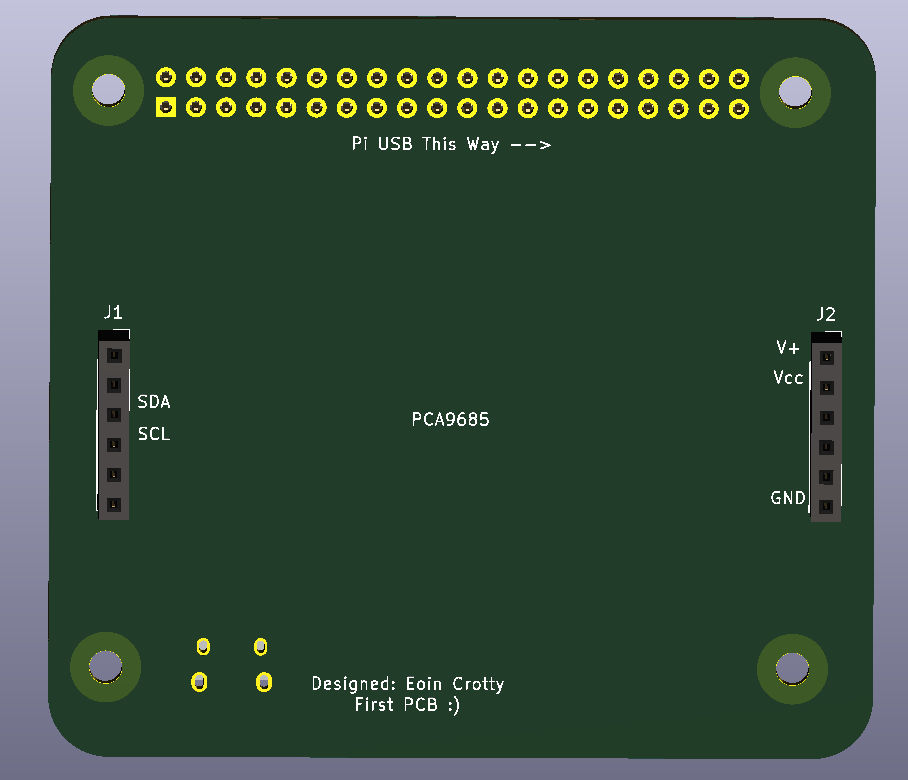 Pi USB This Way -->
J1
J2
V+
Vcc
SDA
SCL
PCA9685
GND
Designed: Eoin Crotty
First PCB :)